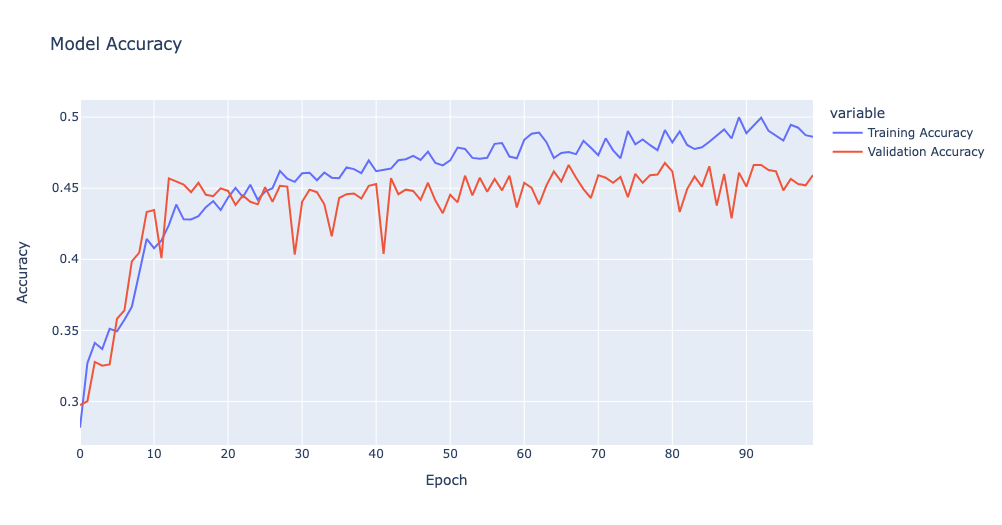 Model Accuracy
variable
Training Accuracy
Validation Accuracy
Accuracy
0.5
0.45
0.4
0.35
0.3
0 10 20 30 40 50 60 70 80 90
Epoch